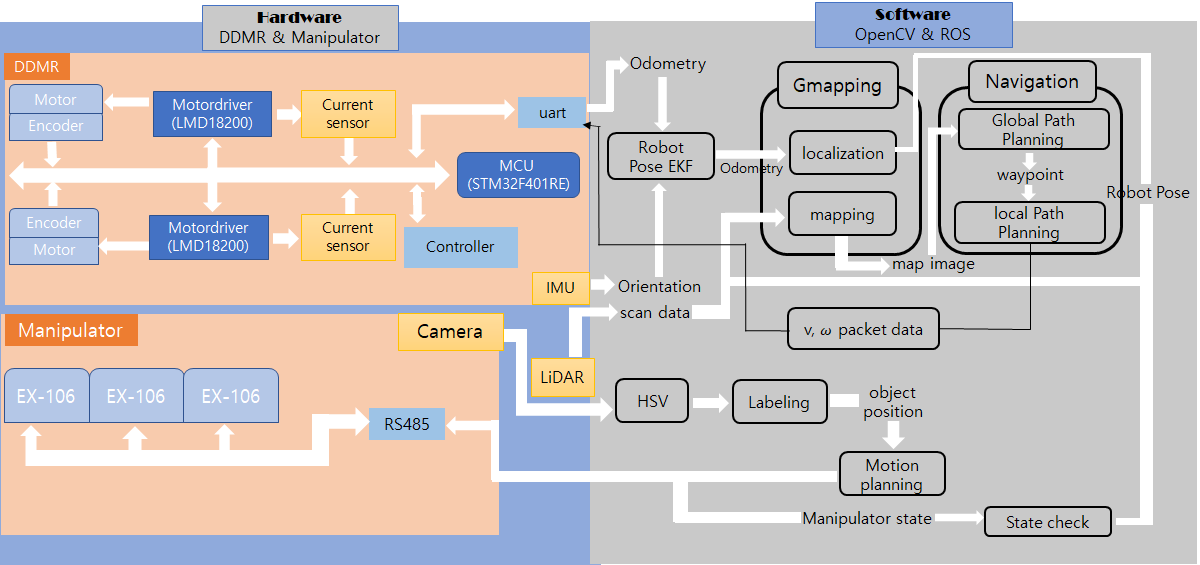 Hardware
DDMR & Manipulator
Software
OpenCV & ROS
DDMR
Motor
Encoder
Motordriver
(LMD18200)
Current
sensor
uart
MCU
(STM32F401RE)
Encoder
Motor
Motordriver
(LMD18200)
Current
sensor
Controller
IMU
Manipulator
Camera
LiDAR
EX-106
EX-106
EX-106
RS485
Odometry
Robot
Pose EKF
Odometry
Orientation
scan data
Gmapping
localization
mapping
map image
Navigation
Global Path
Planning
waypoint
local Path
Planning
Robot Pose
v, ω packet data
HSV
Labeling
object
position
Motion
planning
Manipulator state
State check